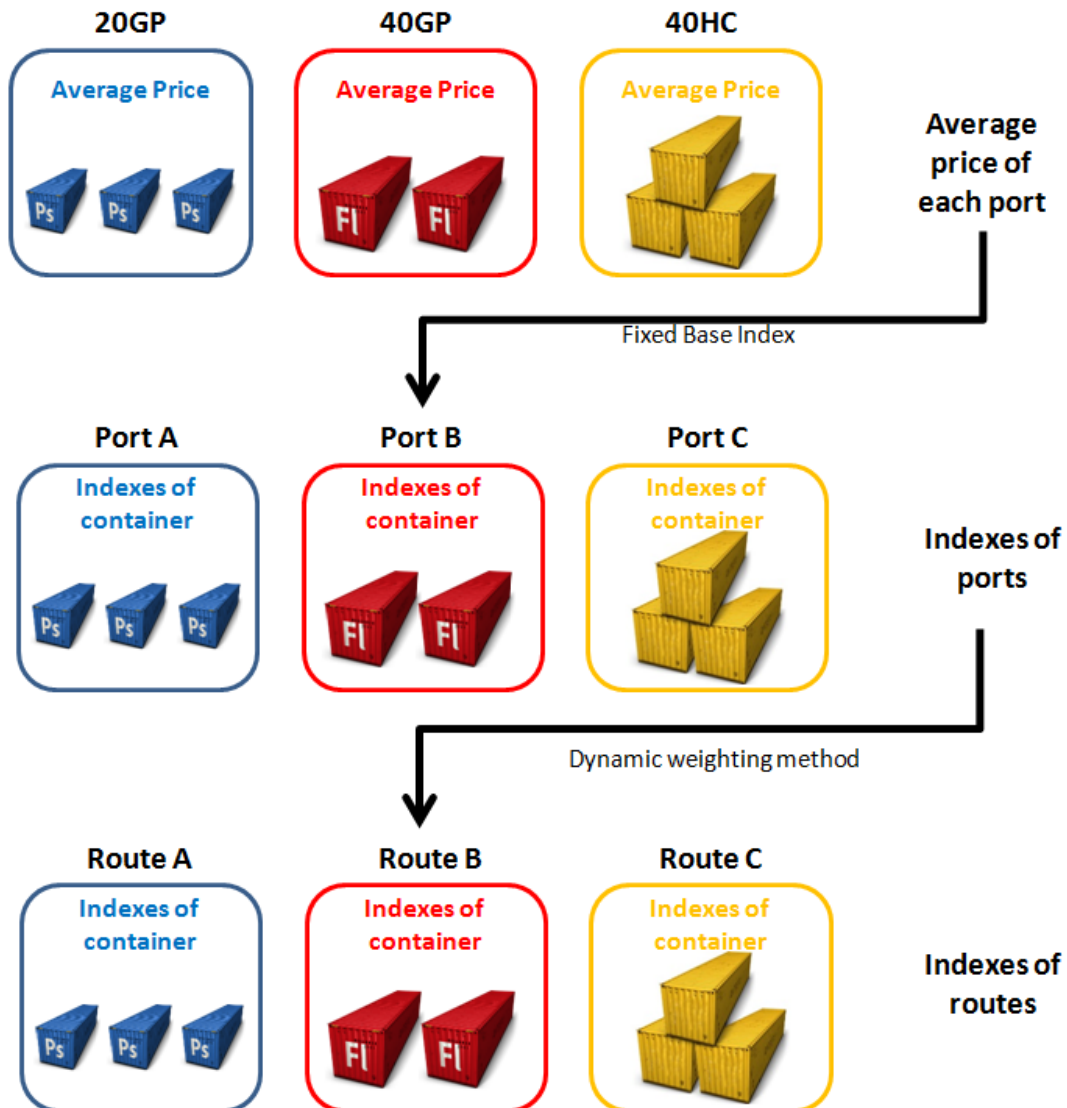 20GP
40GP
40HC
Average Price
Average Price
Average Price
Ps
Ps
Ps
Fl
Fl
Average
price of
each port
Fixed Base Index
Port A
Port B
Port C
Indexes of
container
Indexes of
container
Indexes of
container
Ps
Ps
Ps
Fl
Fl
Indexes of
ports
Dynamic weighting method
Route A
Route B
Route C
Indexes of
container
Indexes of
container
Indexes of
container
Ps
Ps
Ps
Fl
Fl
Indexes of
routes